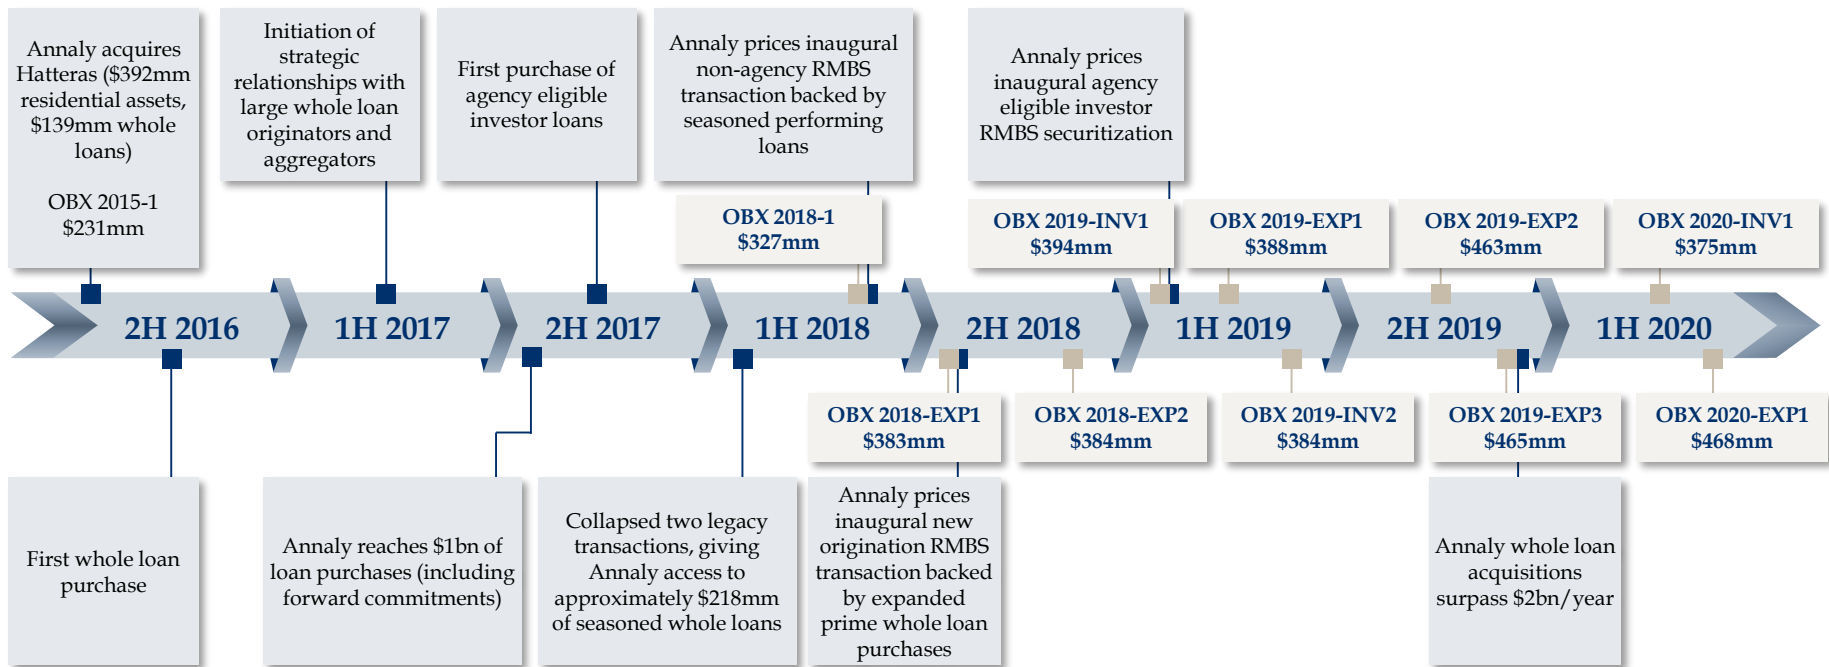 Annaly acquires
Hatteras ($392mm
residential assets,
$139mm whole
loans)
OBX 2015-1
$231mm
Initiation of
strategic
relationships with
large whole loan
originators and
aggregators
First purchase of
agency eligible
investor loans
Annaly prices inaugural
non-agency RMBS
transaction backed by
seasoned performing
loans
Annaly prices
inaugural agency
eligible investor
RMBS securitization
OBX 2018-1
$327mm
OBX 2019-INV1
$394mm
OBX 2019-EXP1
$388mm
OBX 2019-EXP2
$463mm
OBX 2020-INV1
$375mm
2H 2016
1H 2017
2H 2017
1H 2018
2H 2018
1H 2019
2H 2019
1H 2020
OBX 2018-EXP1
$383mm
OBX 2018-EXP2
$384mm
OBX 2019-INV2
$384mm
OBX 2019-EXP3
$465mm
OBX 2020-EXP1
$468mm
First whole loan
purchase
Annaly reaches $1bn of
loan purchases (including
forward commitments)
Collapsed two legacy
transactions, giving
Annaly access to
approximately $218mm
of seasoned whole loans
Annaly prices
inaugural new
origination RMBS
transaction backed
by expanded
prime whole loan
purchases
Annaly whole loan
acquisitions
surpass $2bn/year